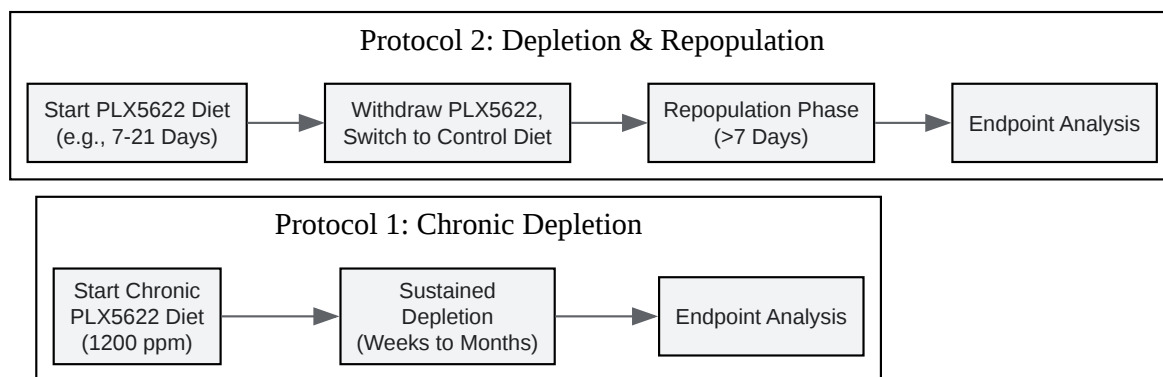 Protocol 2: Depletion & Repopulation
Start PLX5622 Diet
(e.g., 7-21 Days)
Withdraw PLX5622,
Switch to Control Diet
Repopulation Phase
(>7 Days)
Endpoint Analysis
Protocol 1: Chronic Depletion
Start Chronic
PLX5622 Diet
(1200 ppm)
Sustained
Depletion
(Weeks to Months)
Endpoint Analysis